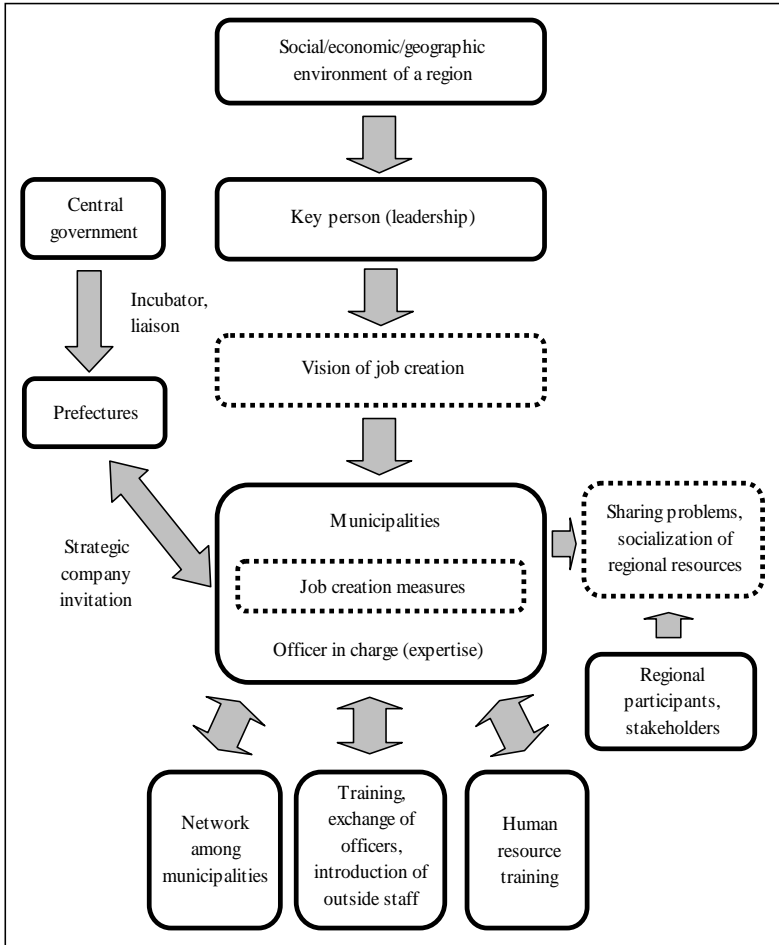 Social/economic/geographic
environment of a region
Central
government
Key person (leadership)
Incubator,
liaison
Vision of job creation
Prefectures
Municipalities
Sharing problems,
socialization of
regional resources
Strategic
company
invitation
Job creation measures
Officer in charge (expertise)
Regional
participants,
stakeholders
Network
among
municipalities
Training,
exchange of
officers,
introduction of
outside staff
Human
resource
training